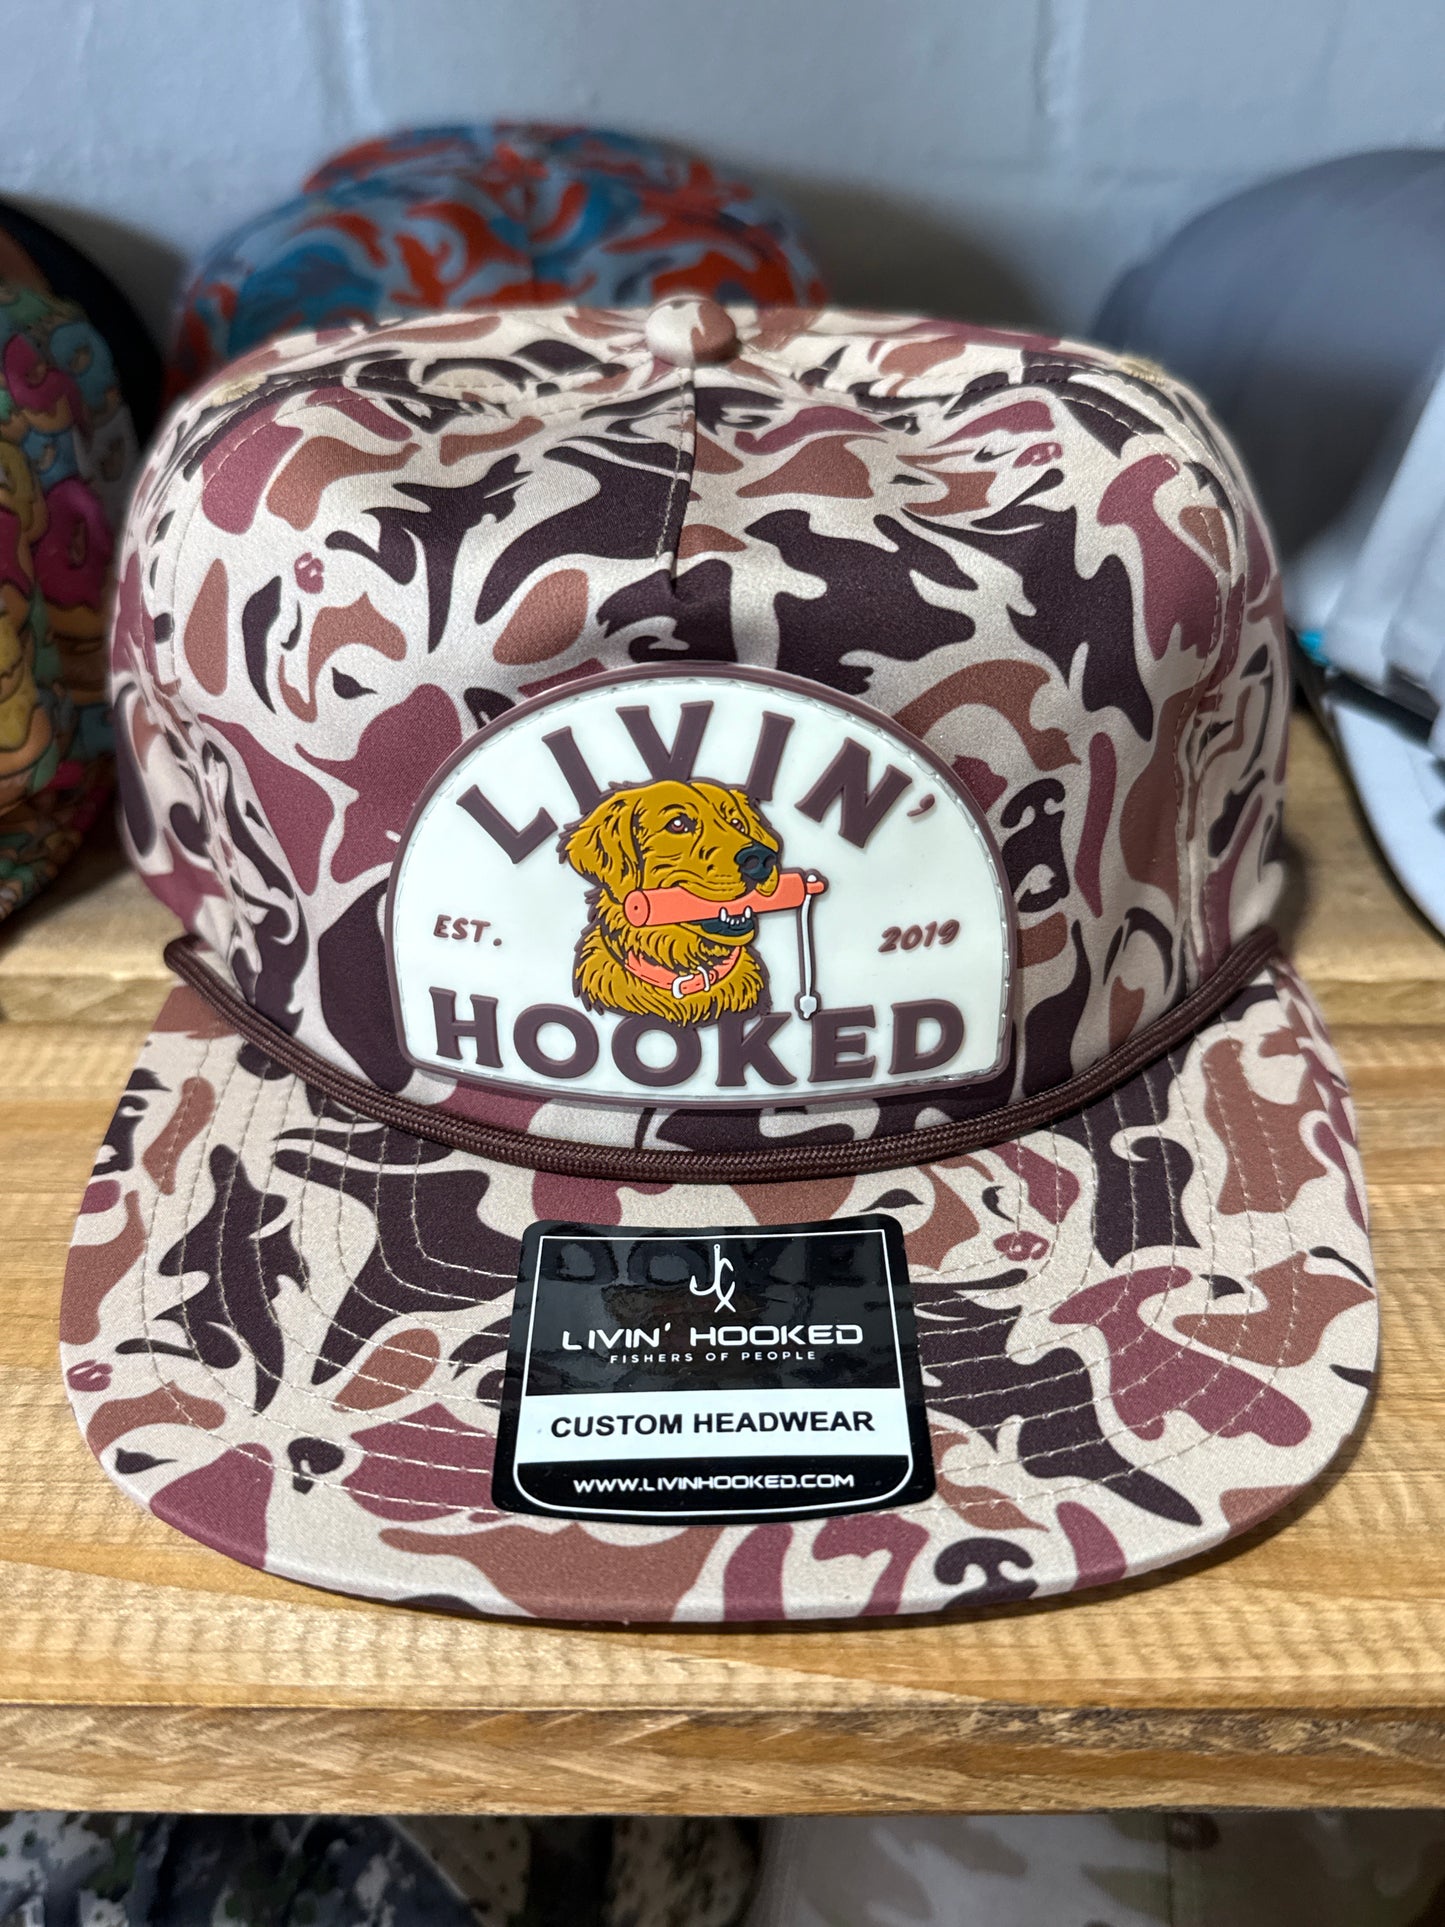 LIVIN'
EST. 2019
HOOKED
LIVIN' HOOKED
FISHERS OF PEOPLE
CUSTOM HEADWEAR
WWW.LIVINHOOKED.COM